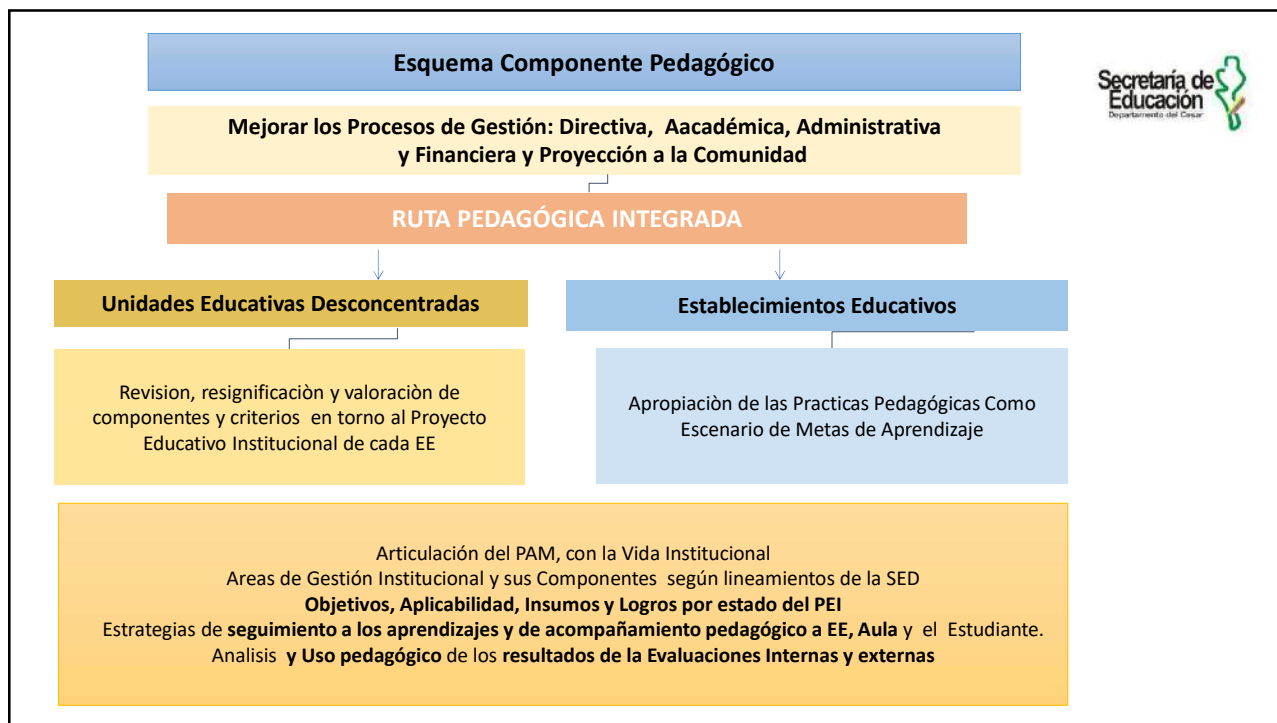 Esquema Componente Pedagógico
Secretaría de
Educación
Departamento del Cesar
Mejorar los Procesos de Gestión: Directiva, Aacadémica, Administrativa
y Financiera y Proyección a la Comunidad
RUTA PEDAGÓGICA INTEGRADA
Unidades Educativas Desconcentradas
Establecimientos Educativos
Revision, resignificaciòn y valoraciòn de
componentes y criterios en torno al Proyecto
Educativo Institucional de cada EE
Apropiaciòn de las Practicas Pedagógicas Como
Escenario de Metas de Aprendizaje
Articulación del PAM, con la Vida Institucional
Areas de Gestión Institucional y sus Componentes según lineamientos de la SED
Objetivos, Aplicabilidad, Insumos y Logros por estado del PEI
Estrategias de seguimiento a los aprendizajes y de acompañamiento pedagógico a EE, Aula y el Estudiante.
Analisis y Uso pedagógico de los resultados de la Evaluaciones Internas y externas